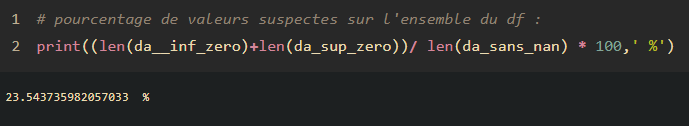 1 # pourcentage de valeurs suspectes sur l'ensemble du df :
2 print((len(da__inf_zero)+len(da_sup_zero))/ len(da_sans_nan) * 100,' %')
23.543735982057033  %